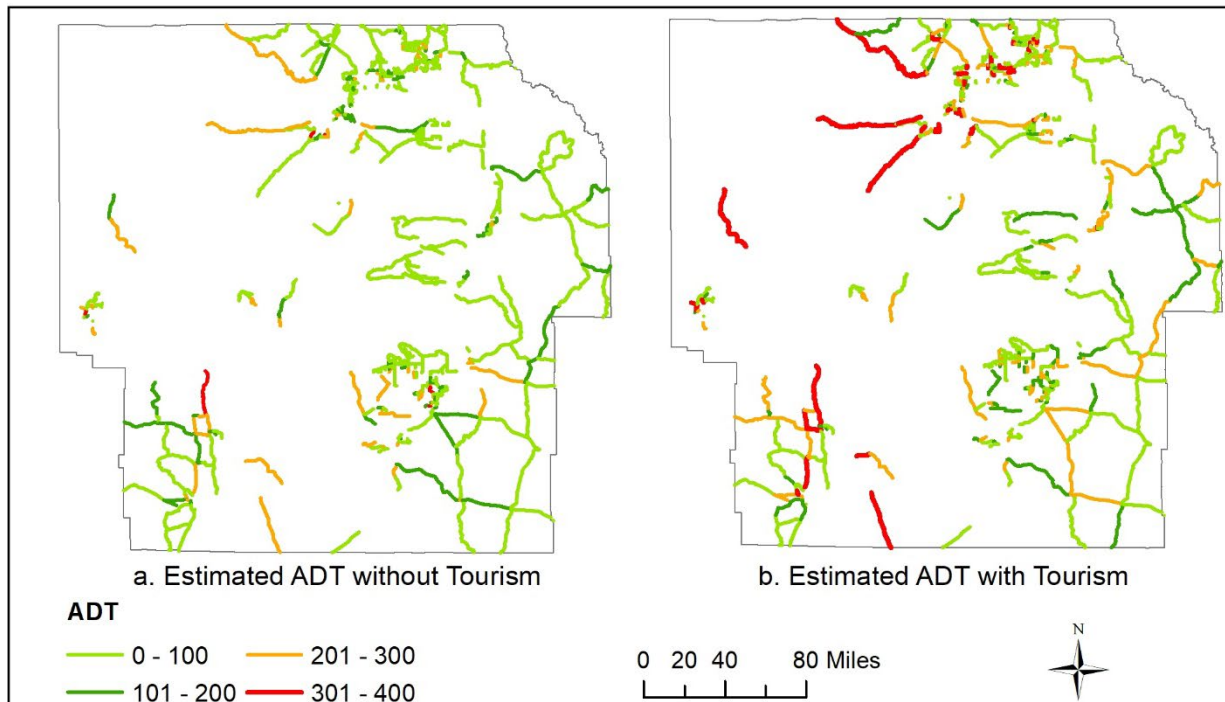 a. Estimated ADT without Tourism
b. Estimated ADT with Tourism
ADT
0 - 100
201 - 300
101 - 200
301 - 400
0 20 40 80 Miles
N